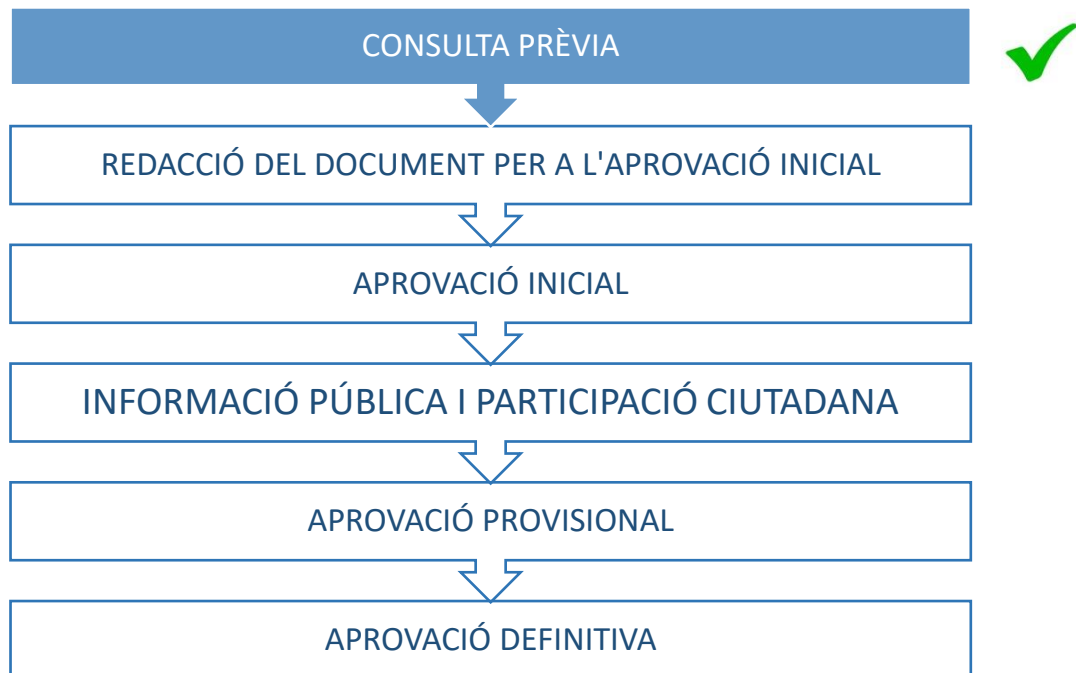 CONSULTA PRÈVIA
REDACCIÓ DEL DOCUMENT PER A L'APROVACIÓ INICIAL
APROVACIÓ INICIAL
INFORMACIÓ PÚBLICA I PARTICIPACIÓ CIUTADANA
APROVACIÓ PROVISIONAL
APROVACIÓ DEFINITIVA